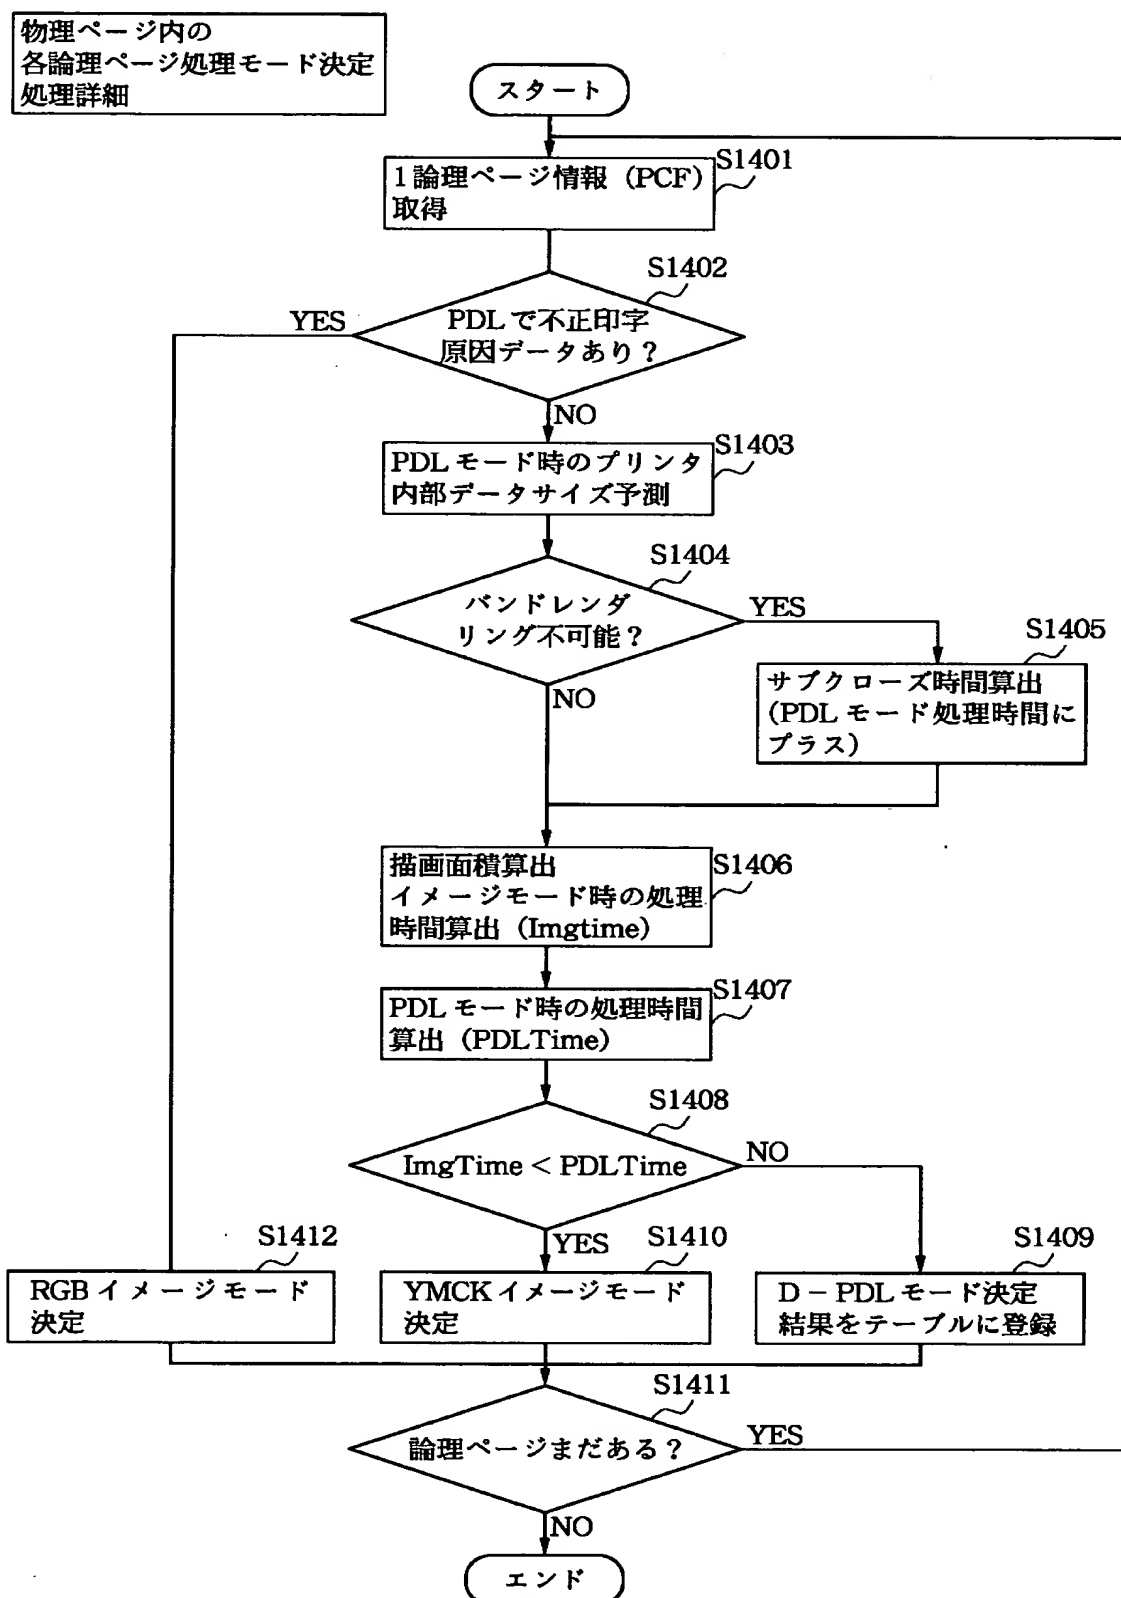 物理ページ内の
各論理ページ処理モード決定
処理詳細
スタート
S1401
1論理ページ情報 (PCF)
取得
S1402
YES
PDLで不正印字
原因データあり?
NO
S1403
PDLモード時のプリンタ
内部データサイズ予測
S1404
バンドレンダ
リング不可能?
YES
NO
S1405
サブクローズ時間算出
(PDLモード処理時間に
プラス)
S1406
描画面積算出
イメージモード時の処理
時間算出 (Imgtime)
S1407
PDLモード時の処理時間
算出 (PDLTime)
S1408
ImgTime < PDLTime
NO
YES
S1412
RGBイメージモード
決定
S1410
YMCKイメージモード
決定
S1409
D-PDLモード決定
結果をテーブルに登録
S1411
論理ページまだある?
YES
NO
エンド